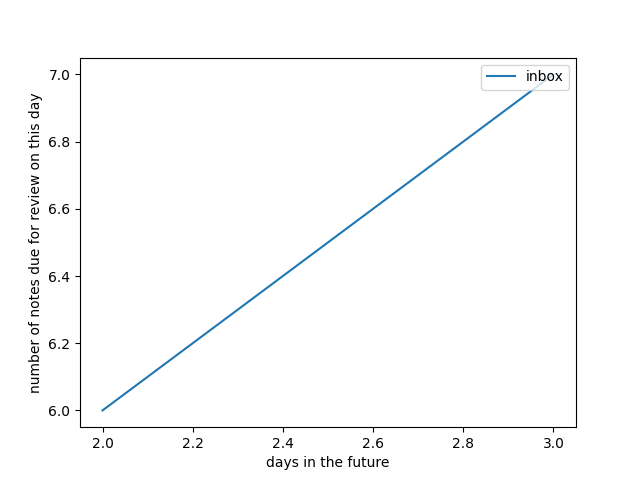 7.0
6.8
6.6
6.4
6.2
6.0
number of notes due for review on this day
inbox
2.0 2.2 2.4 2.6 2.8 3.0
days in the future